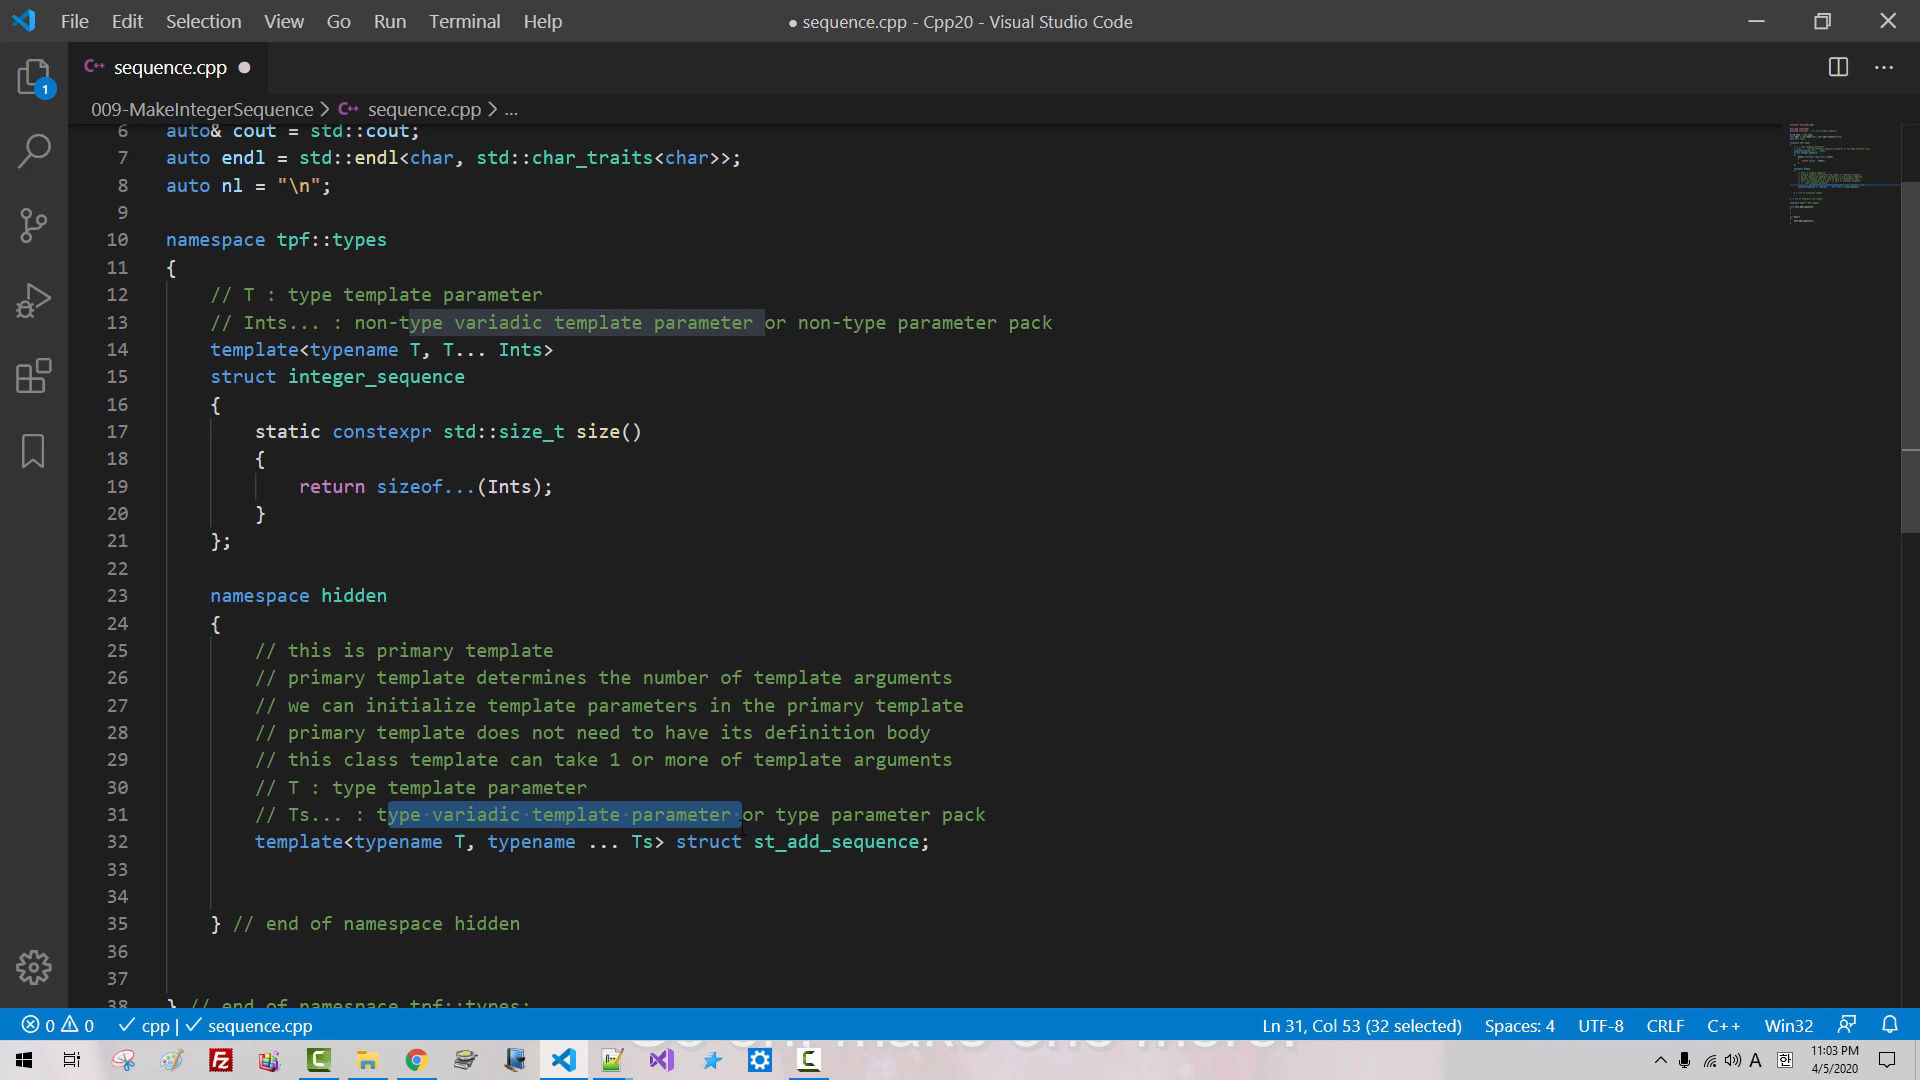 File Edit Selection View Go Run Terminal Help
● sequence.cpp - Cpp20 - Visual Studio Code
C++ sequence.cpp ●
1
009-MakeIntegerSequence > C++ sequence.cpp > ...
6 auto& cout = std::cout;
7 auto endl = std::endl<char, std::char_traits<char>>;
8 auto nl = "\n";
9
10 namespace tpf::types
11 {
12 // T : type template parameter
13 // Ints... : non-type variadic template parameter or non-type parameter pack
14 template<typename T, T... Ints>
15 struct integer_sequence
16 {
17 static constexpr std::size_t size()
18 {
19 return sizeof...(Ints);
20 }
21 };
22
23 namespace hidden
24 {
25 // this is primary template
26 // primary template determines the number of template arguments
27 // we can initialize template parameters in the primary template
28 // primary template does not need to have its definition body
29 // this class template can take 1 or more of template arguments
30 // T : type template parameter
31 // Ts... : type variadic template parameter or type parameter pack
32 template<typename T, typename ... Ts> struct st_add_sequence;
33
34
35 } // end of namespace hidden
36
37
38 } // end of namespace tpf::types;
0 0 cpp | sequence.cpp
Ln 31, Col 53 (32 selected) Spaces: 4 UTF-8 CRLF C++ Win32
A 한 11:03 PM
4/5/2020